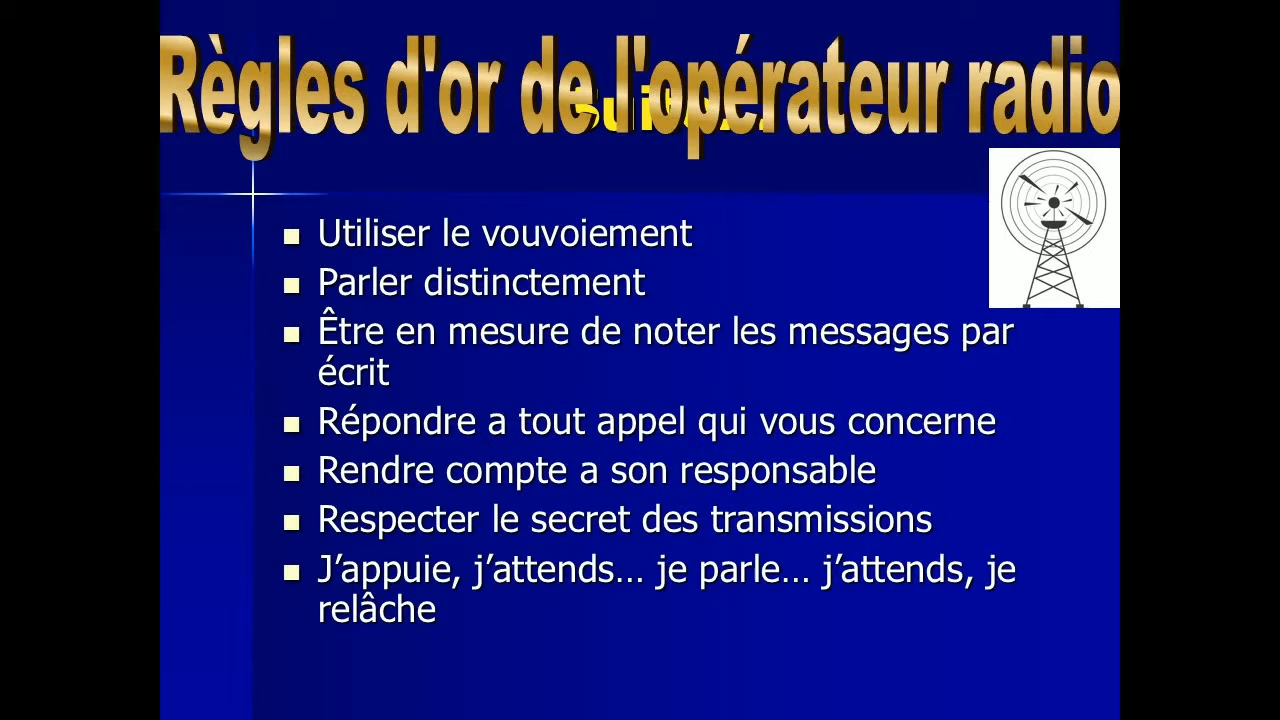 Règles d'or de l'opérateur radio
Utiliser le vouvoiement
Parler distinctement
Être en mesure de noter les messages par
écrit
Répondre a tout appel qui vous concerne
Rendre compte a son responsable
Respecter le secret des transmissions
J’appuie, j’attends… je parle… j’attends, je
relâche